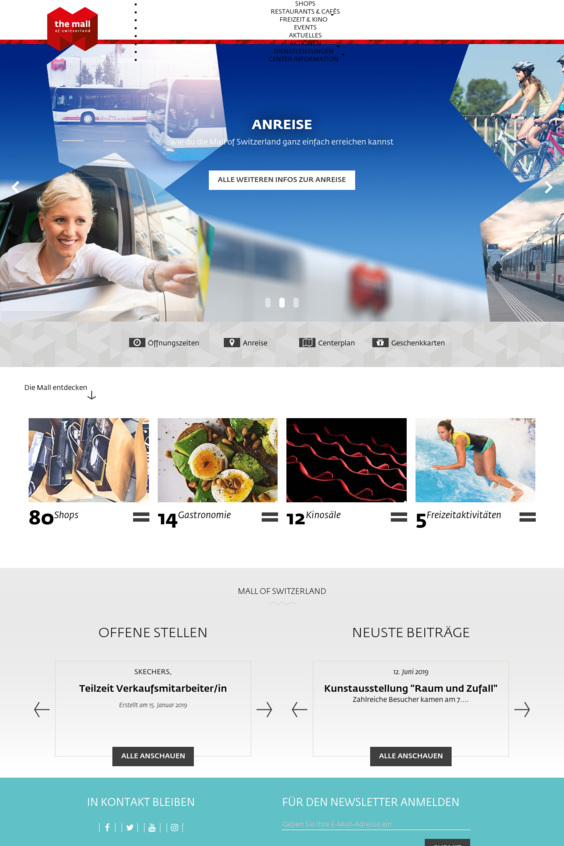 the mall
of switzerland
SHOPS
RESTAURANTS & CAFÉS
FREIZEIT & KINO
EVENTS
AKTUELLES
DIENSTLEISTUNGEN
CENTER INFORMATION
ANREISE
Wie du die Mall of Switzerland ganz einfach erreichen kannst
ALLE WEITEREN INFOS ZUR ANREISE
Öffnungszeiten
Anreise
Centerplan
Geschenkkarten
Die Mall entdecken
80 Shops
14 Gastronomie
12 Kinosäle
5 Freizeitaktivitäten
MALL OF SWITZERLAND
OFFENE STELLEN
SKECHERS,
Teilzeit Verkaufsmitarbeiter/in
Erstellt am 15. Januar 2019
ALLE ANSCHAUEN
NEUSTE BEITRÄGE
12. Juni 2019
Kunstausstellung "Raum und Zufall"
Zahlreiche Besucher kamen am 7....
ALLE ANSCHAUEN
IN KONTAKT BLEIBEN
FÜR DEN NEWSLETTER ANMELDEN
Geben Sie Ihre E-Mail-Adresse ein